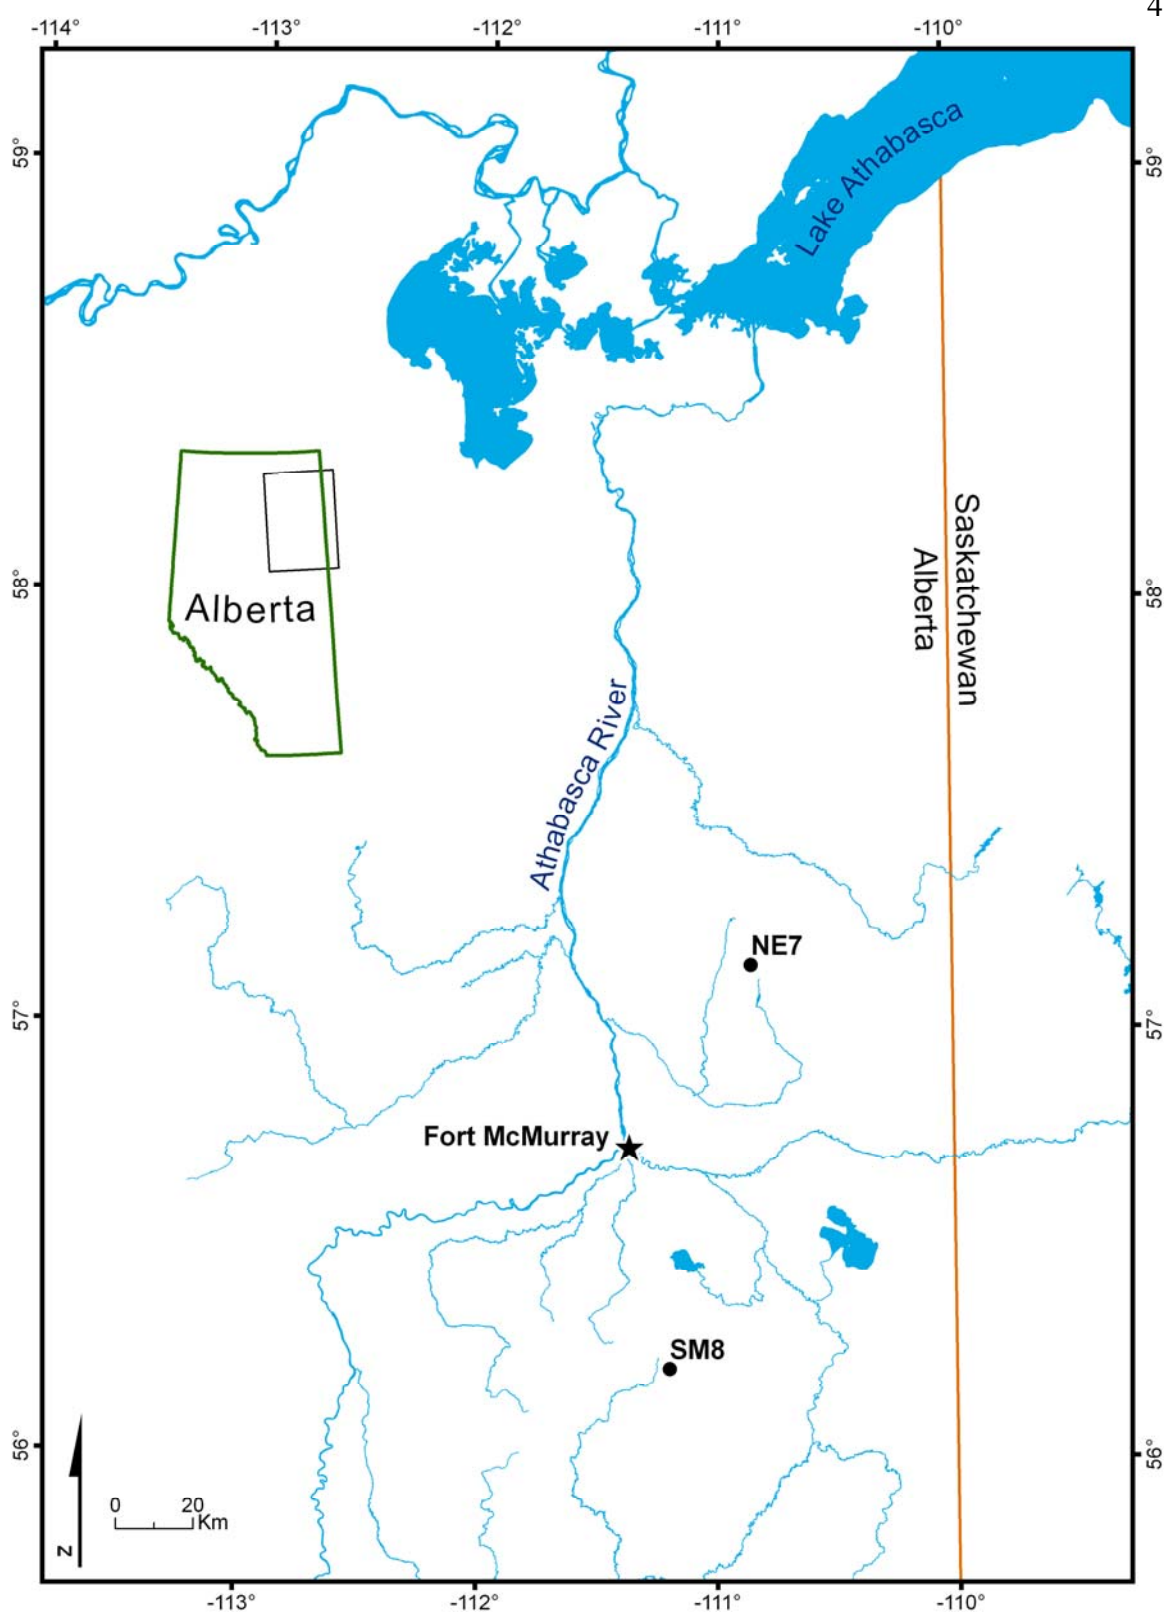 4
-114°
-113°
-112°
-111°
-110°
59°
59°
Lake Athabasca
Saskatchewan
Alberta
58°
58°
Alberta
Athabasca River
NE7
57°
57°
Fort McMurray
SM8
56°
56°
0
20
Km
N
-113°
-112°
-111°
-110°